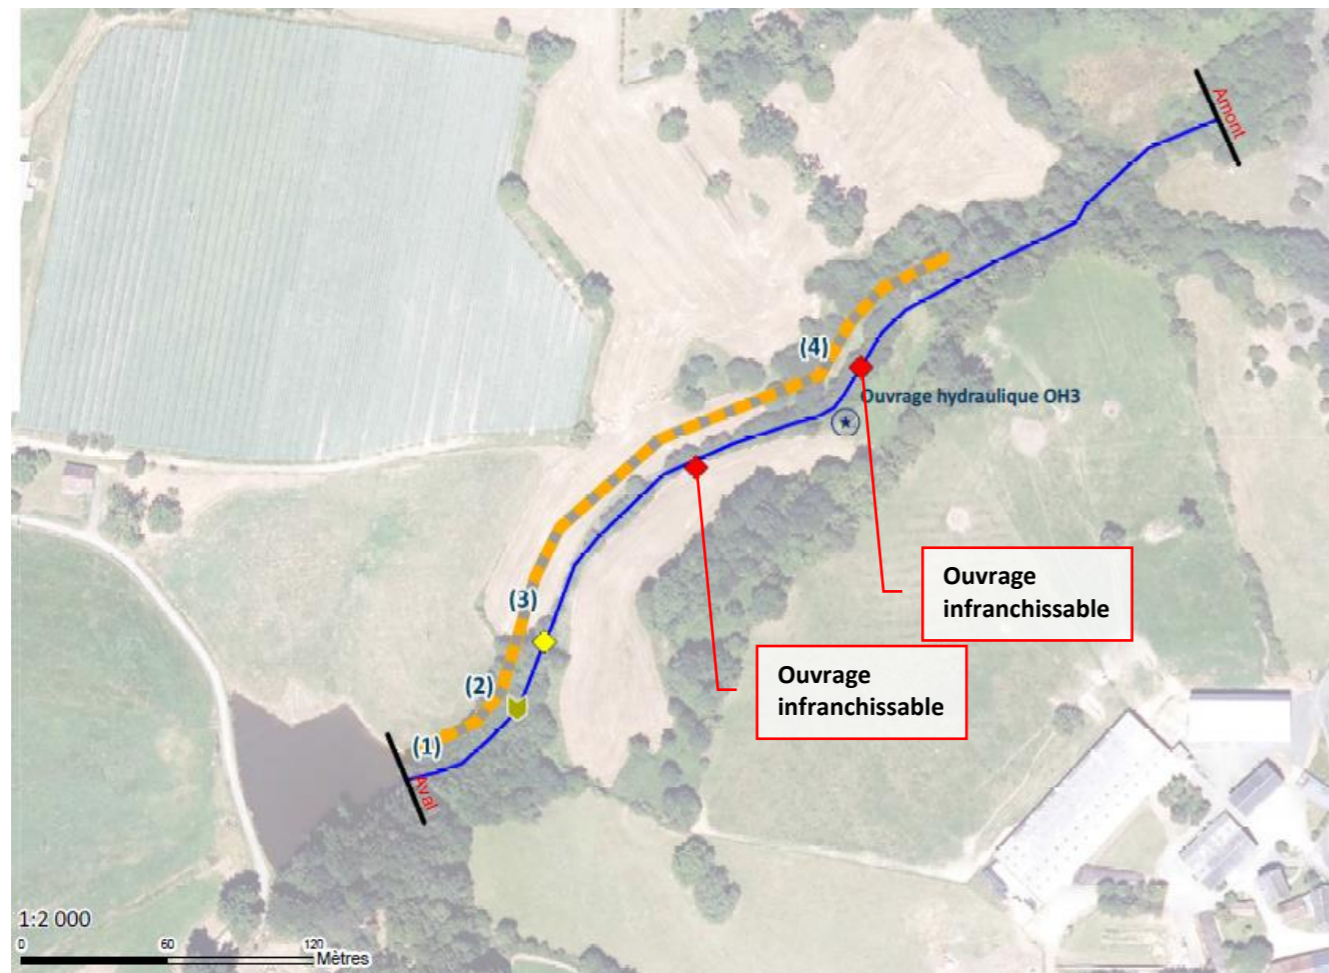 Amont
(4)
Ouvrage hydraulique OH3
Ouvrage
infranchissable
(3)
Ouvrage
infranchissable
(2)
(1)
Aval
1:2 000
0 60 120
Mètres